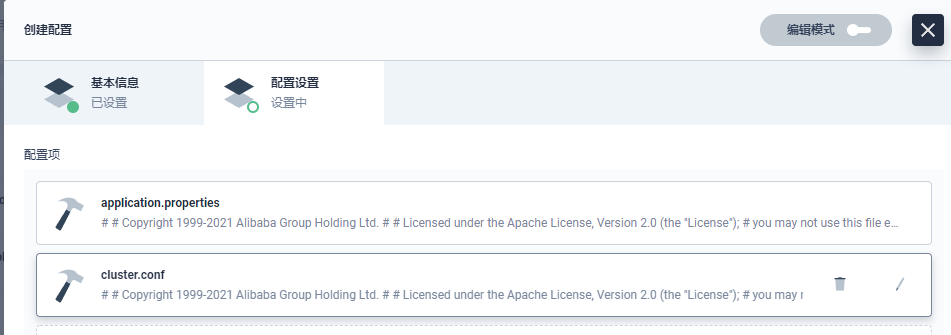 创建配置
编辑模式
基本信息
已设置
配置设置
设置中
配置项
application.properties
# # Copyright 1999-2021 Alibaba Group Holding Ltd. # # Licensed under the Apache License, Version 2.0 (the "License"); # you may not use this file e...
cluster.conf
# # Copyright 1999-2021 Alibaba Group Holding Ltd. # # Licensed under the Apache License, Version 2.0 (the "License"); # you may